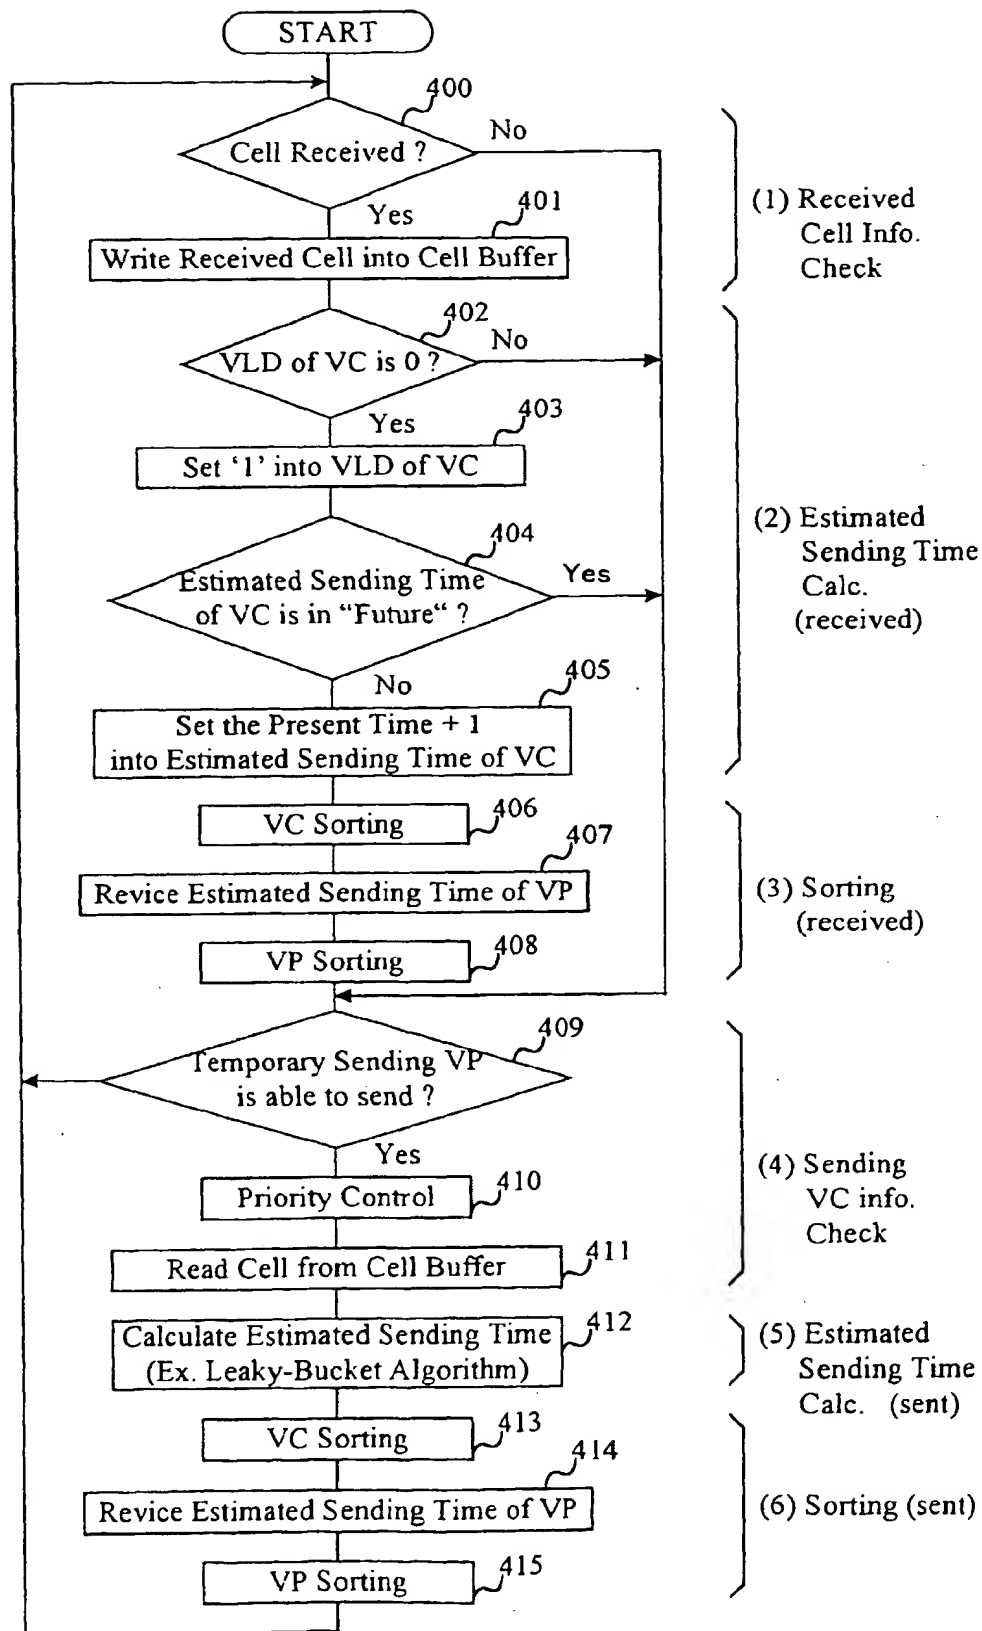 START
400
Cell Received ?
No
Yes
401
Write Received Cell into Cell Buffer
(1) Received
Cell Info.
Check
402
VLD of VC is 0 ?
No
Yes
403
Set ‘1’ into VLD of VC
404
Estimated Sending Time
of VC is in “Future“ ?
Yes
No
(2) Estimated
Sending Time
Calc.
(received)
405
Set the Present Time + 1
into Estimated Sending Time of VC
VC Sorting
406
407
Revice Estimated Sending Time of VP
VP Sorting
408
(3) Sorting
(received)
409
Temporary Sending VP
is able to send ?
Yes
Priority Control
410
Read Cell from Cell Buffer
411
(4) Sending
VC info.
Check
Calculate Estimated Sending Time
(Ex. Leaky-Bucket Algorithm)
412
(5) Estimated
Sending Time
Calc. (sent)
VC Sorting
413
414
Revice Estimated Sending Time of VP
VP Sorting
415
(6) Sorting (sent)